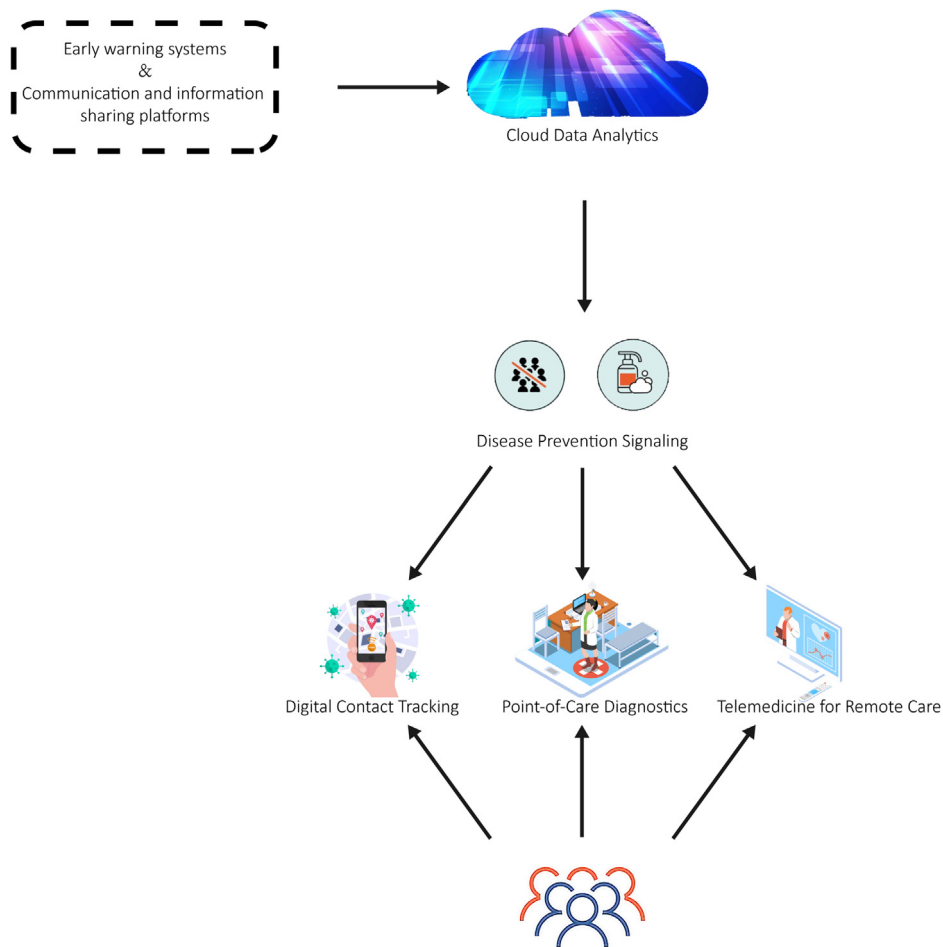 Early warning systems
&
Communication and information
sharing platforms
Cloud Data Analytics
Disease Prevention Signaling
Digital Contact Tracking
Point-of-Care Diagnostics
Telemedicine for Remote Care